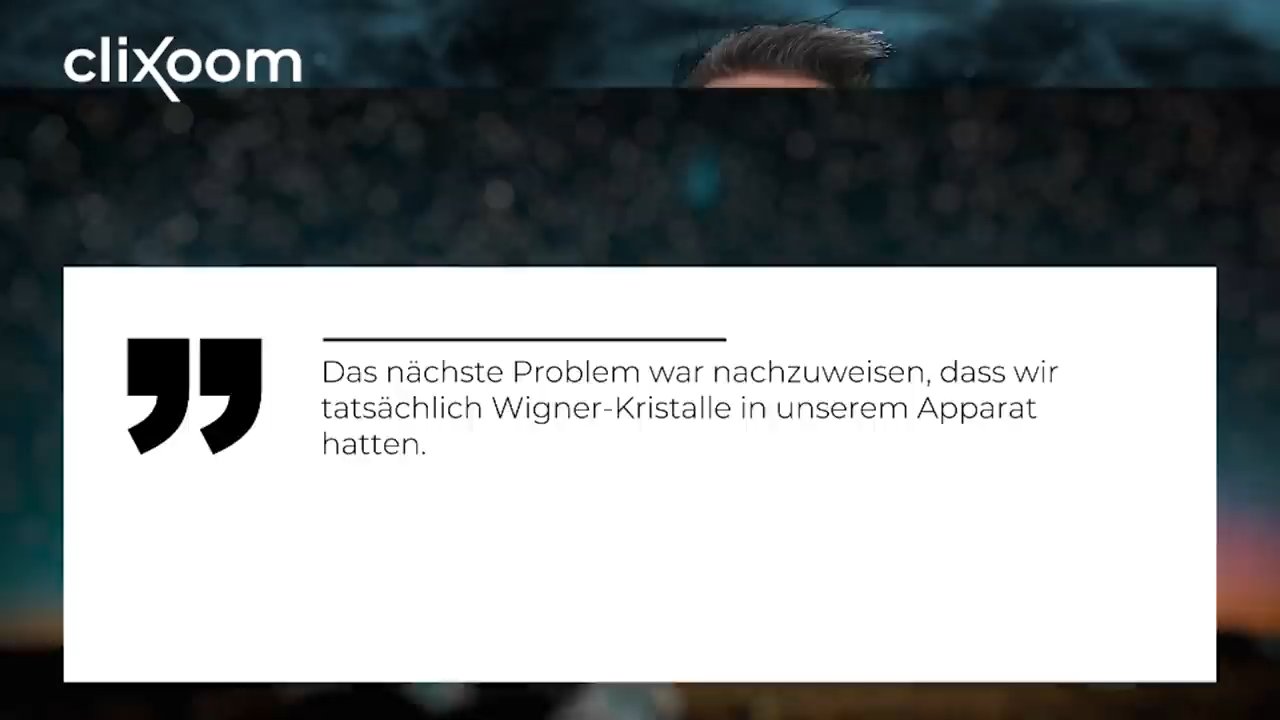 clixoom
Das nächste Problem war nachzuweisen, dass wir
tatsächlich Wigner-Kristalle in unserem Apparat
hatten.